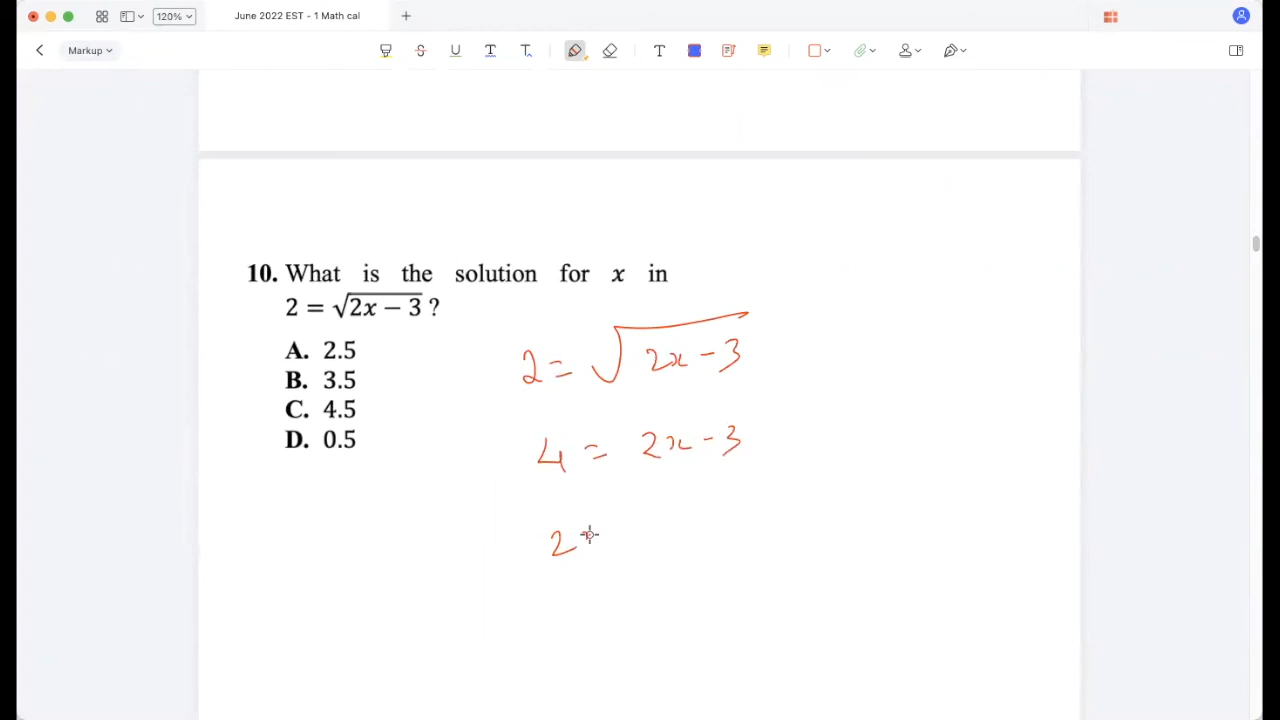 120%
June 2022 EST - 1 Math cal
Markup
10. What is the solution for x in
2 = √2x − 3 ?
A. 2.5
B. 3.5
C. 4.5
D. 0.5
2 = √2x - 3
4 = 2x - 3
2